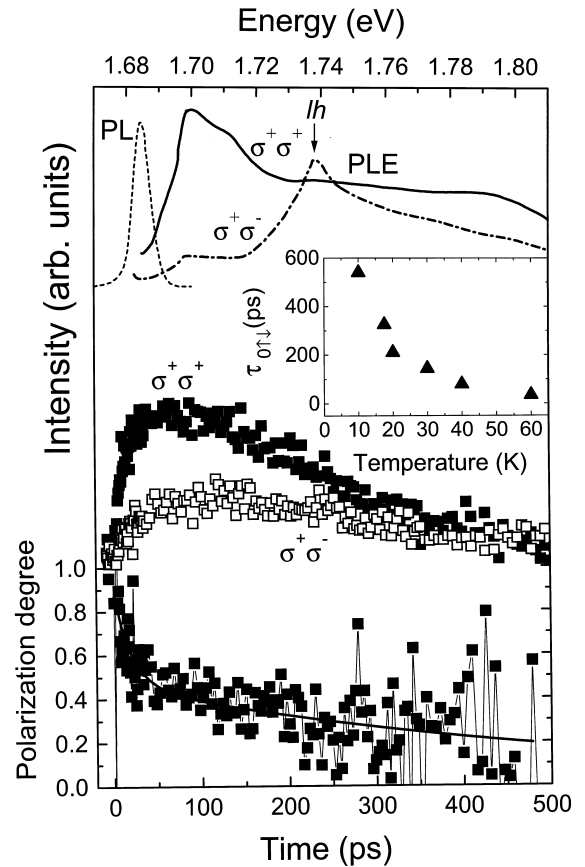 Energy (eV)
1.68 1.70 1.72 1.74 1.76 1.78 1.80
lh
PL
σ⁺σ⁺
PLE
σ⁺σ⁻
Intensity (arb. units)
600
400
200
0
τ₀↑↓(ps)
0 10 20 30 40 50 60
Temperature (K)
σ⁺σ⁺
σ⁺σ⁻
1.0
0.8
0.6
0.4
0.2
0.0
Polarization degree
0 100 200 300 400 500
Time (ps)